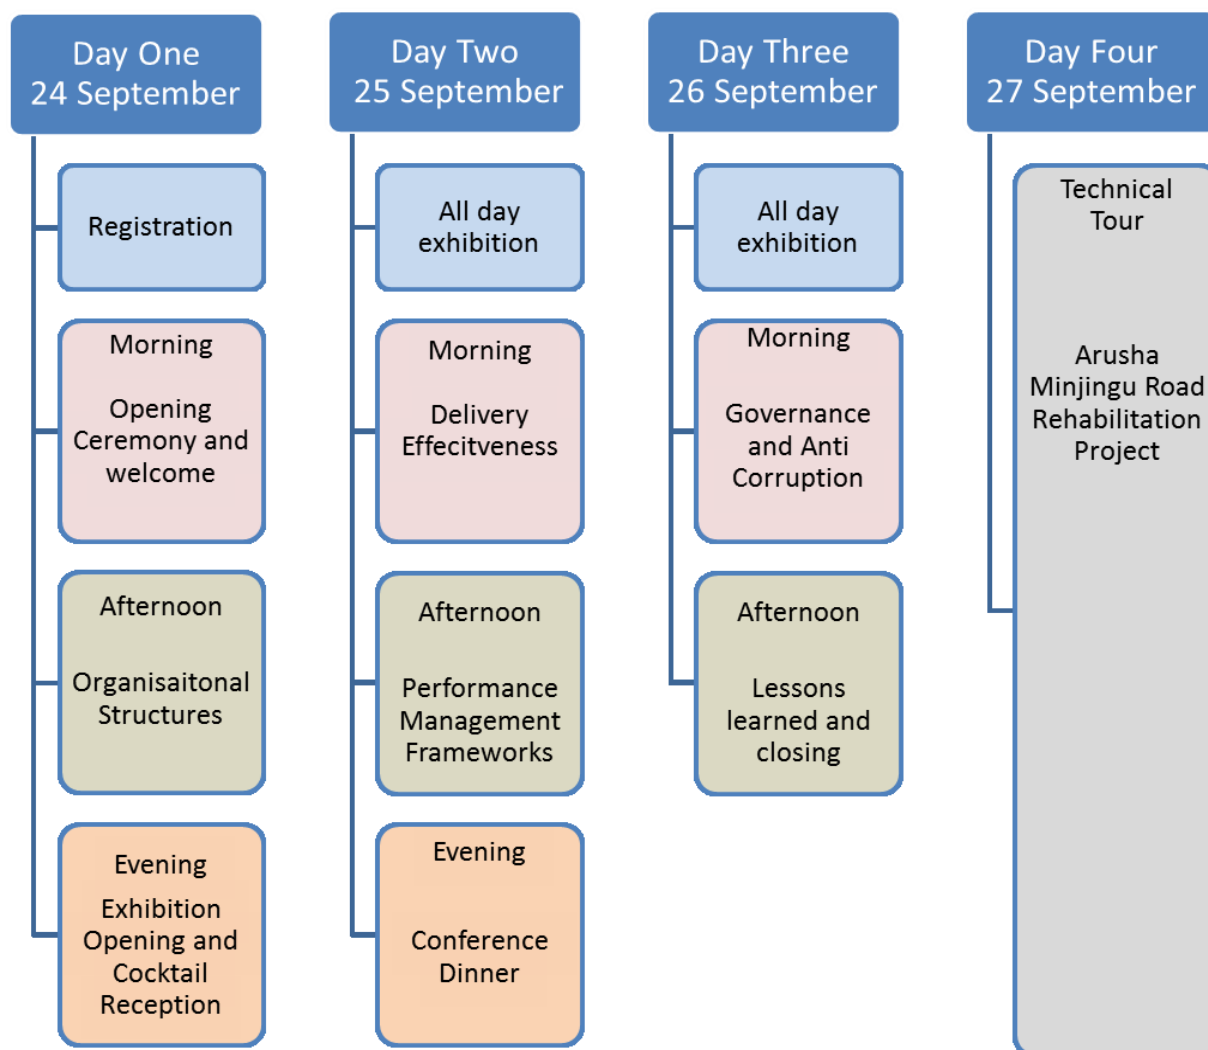 Day One
24 September
Registration
Morning
Opening
Ceremony and
welcome
Afternoon
Organisaitonal
Structures
Evening
Exhibition
Opening and
Cocktail
Reception
Day Two
25 September
All day
exhibition
Morning
Delivery
Effecitveness
Afternoon
Performance
Management
Frameworks
Evening
Conference
Dinner
Day Three
26 September
All day
exhibition
Morning
Governance
and Anti
Corruption
Afternoon
Lessons
learned and
closing
Day Four
27 September
Technical
Tour
Arusha
Minjingu Road
Rehabilitation
Project